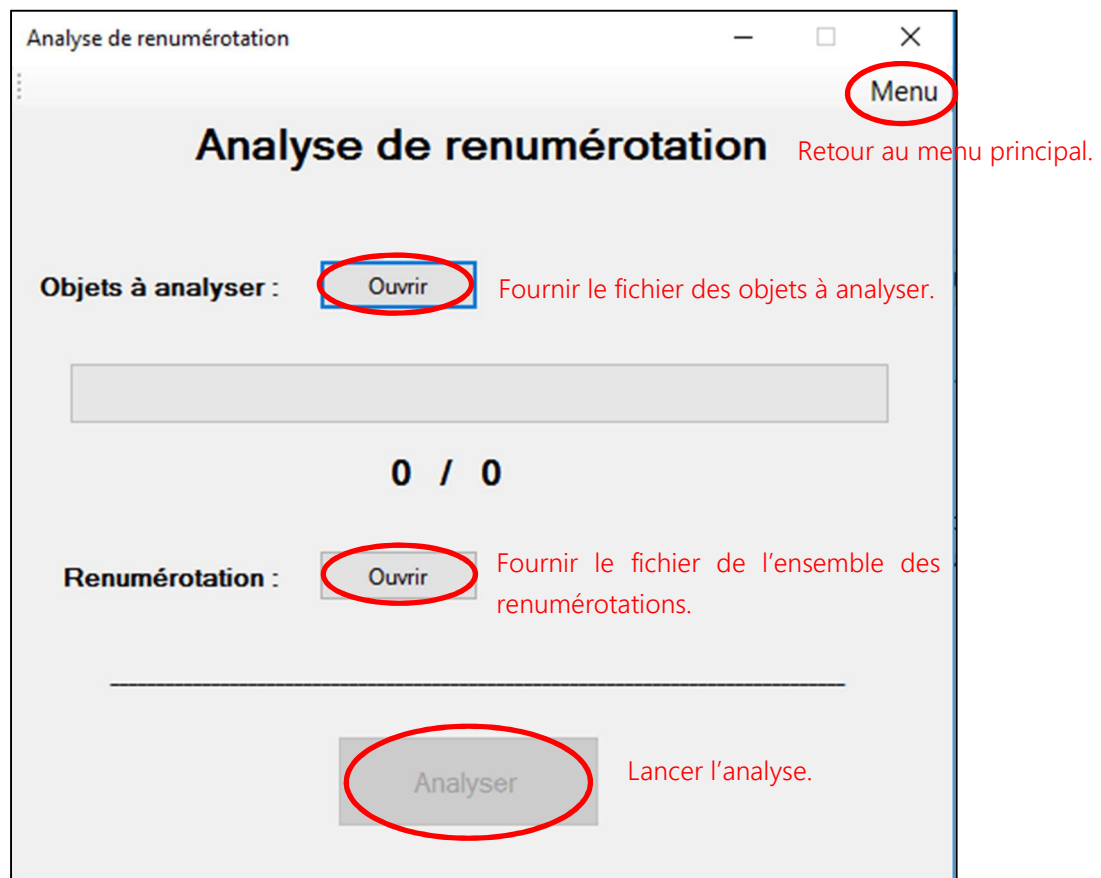 Analyse de renumérotation
Menu
Analyse de renumérotation
Retour au menu principal.
Objets à analyser :
Ouvrir
Fournir le fichier des objets à analyser.
0 / 0
Renumérotation :
Ouvrir
Fournir le fichier de l’ensemble des
renumérotations.
Analyser
Lancer l’analyse.